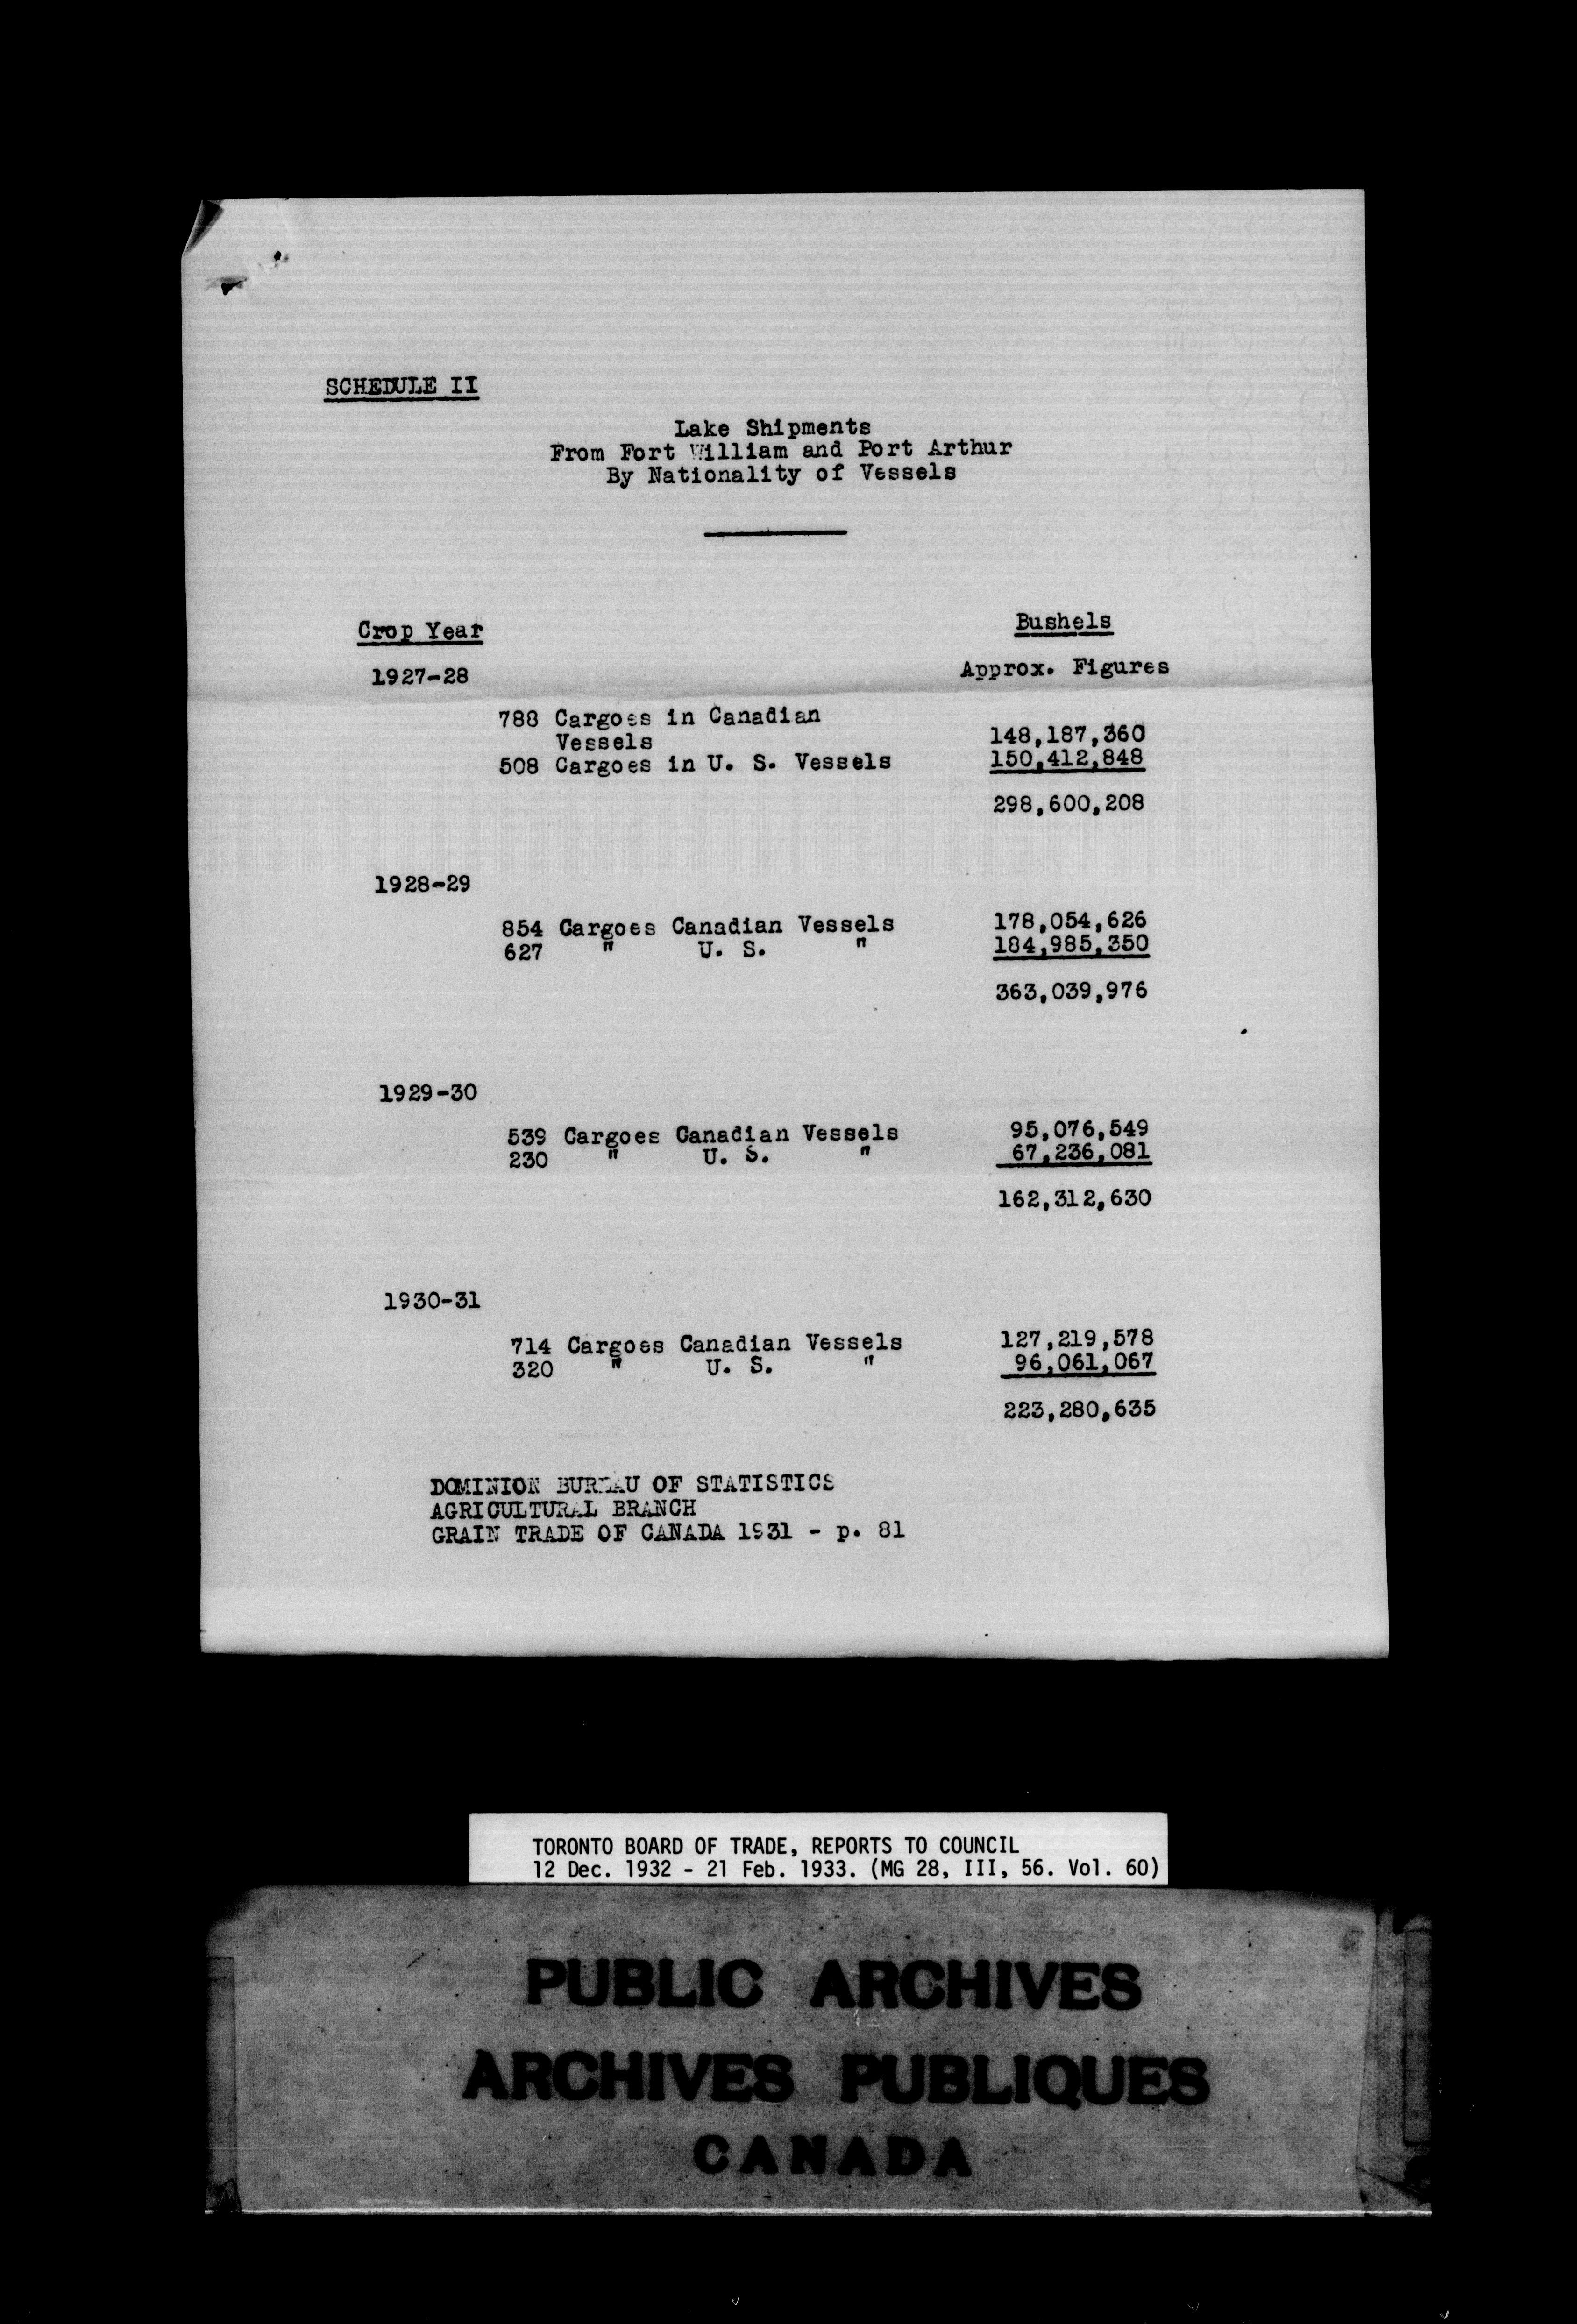 SCHEDULE II
Lake Shipments
From Fort William and Port Arthur
By Nationality of Vessels
Crop Year Bushels
1927-28 Approx. Figures
788 Cargoes in Canadian
Vessels 148,187,360
508 Cargoes in U. S. Vessels 150,412,848
298,600,208
1928-29
854 Cargoes Canadian Vessels 178,054,626
627 " U. S. " 184,985,350
363,039,976
1929-30
539 Cargoes Canadian Vessels 95,076,549
230 " U. S. " 67,236,081
162,312,630
1930-31
714 Cargoes Canadian Vessels 127,219,578
320 " U. S. " 96,061,067
223,280,635
DOMINION BUREAU OF STATISTICS
AGRICULTURAL BRANCH
GRAIN TRADE OF CANADA 1931 - p. 81
TORONTO BOARD OF TRADE, REPORTS TO COUNCIL
12 Dec. 1932 - 21 Feb. 1933. (MG 28, III, 56. Vol. 60)
PUBLIC ARCHIVES
ARCHIVES PUBLIQUES
CANADA